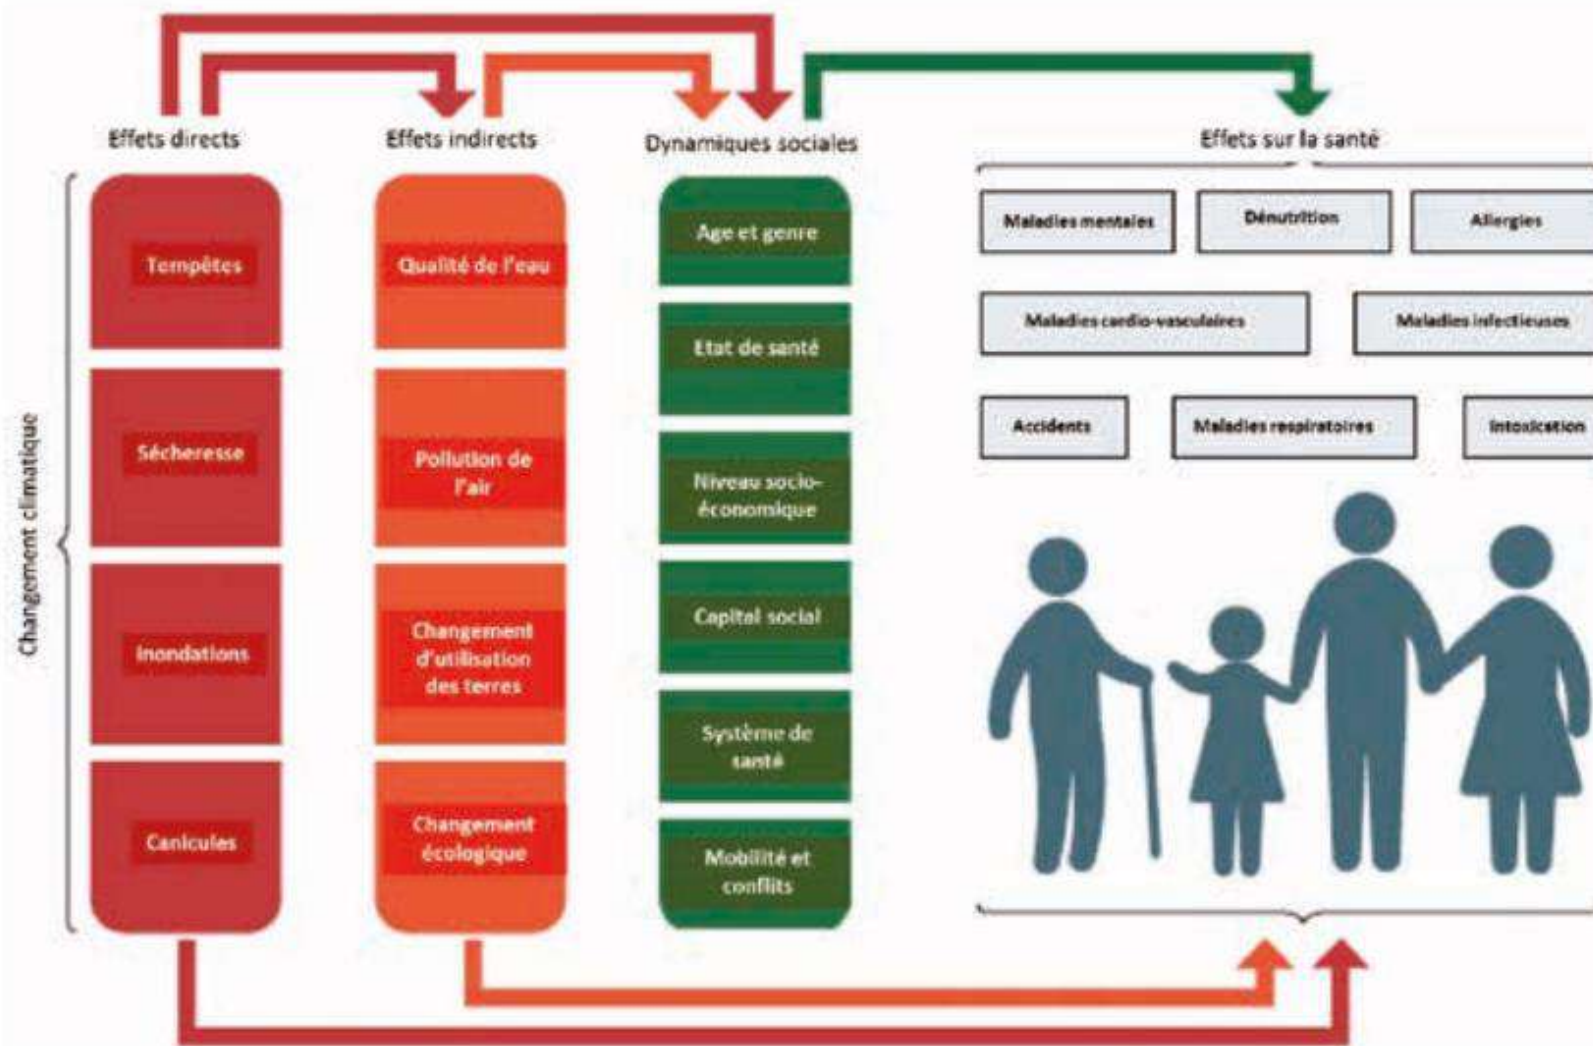 Effets directs
Effets indirects
Dynamiques sociales
Effets sur la santé
Changement climatique
Tempêtes
Sécheresse
Inondations
Canicules
Qualité de l'eau
Pollution de
l'air
Changement
d'utilisation
des terres
Changement
écologique
Age et genre
Etat de santé
Niveau socio-
économique
Capital social
Système de
santé
Mobilité et
conflits
Maladies mentales
Dénutrition
Allergies
Maladies cardio-vasculaires
Maladies infectieuses
Accidents
Maladies respiratoires
Intoxication